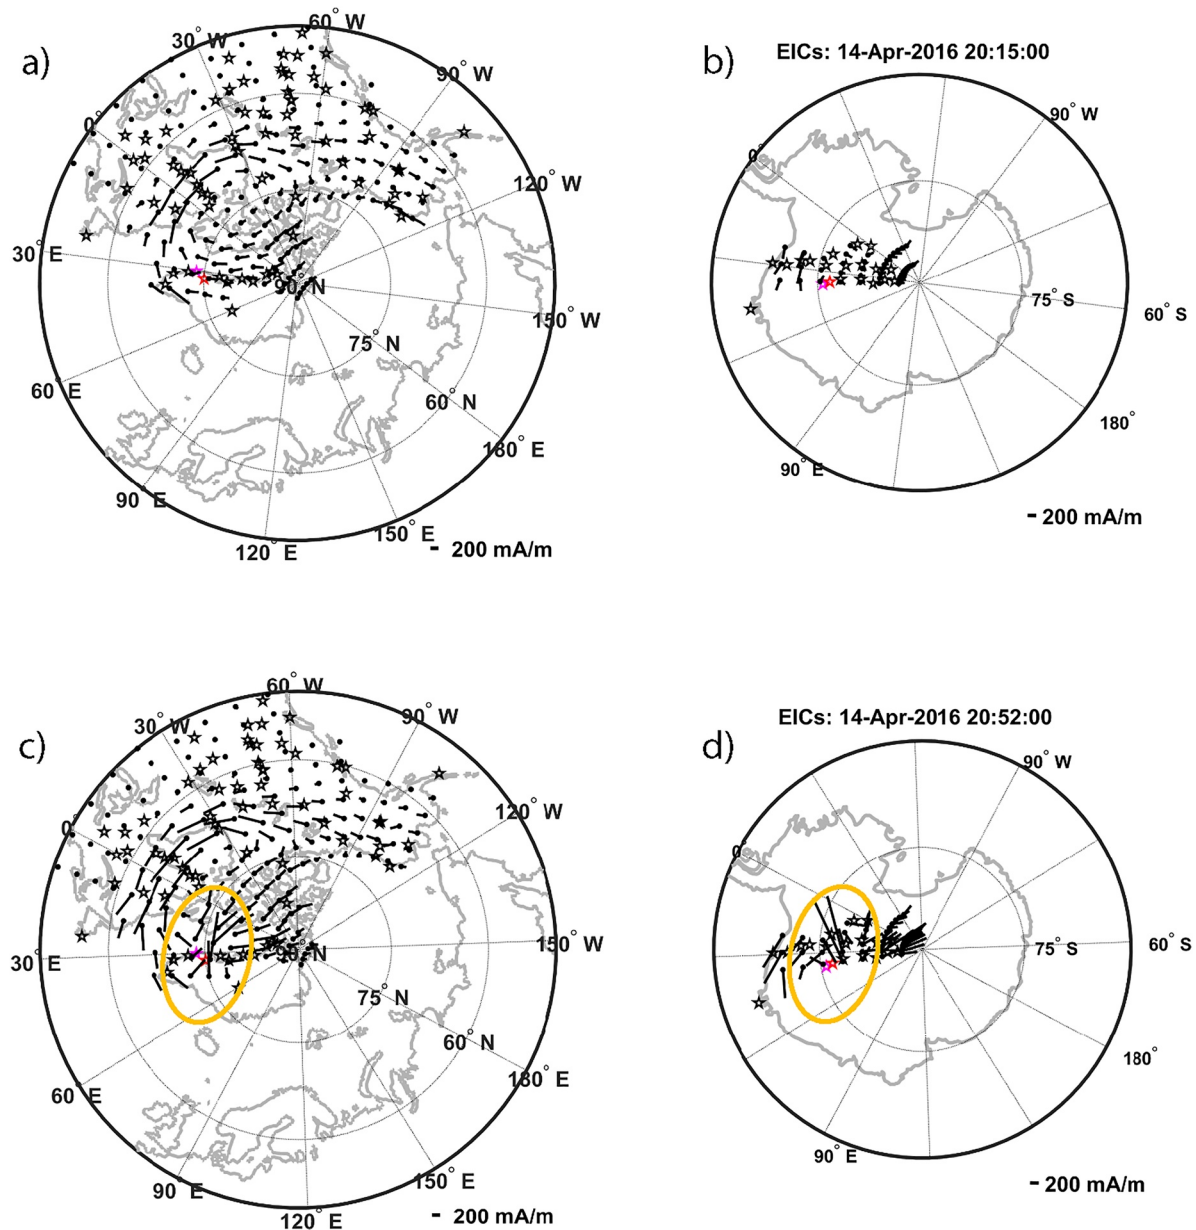 a)
60° W
30° W
90° W
0°
120° W
30° E
90° N
150° W
75° N
60° E
60° N
180° E
90° E
150° E
120° E
200 mA/m
b)
EICs: 14-Apr-2016 20:15:00
90° W
0°
75° S
60° S
180°
90° E
200 mA/m
c)
60° W
30° W
90° W
0°
120° W
30° E
90° N
150° W
75° N
60° N
180° E
60° E
90° E
150° E
120° E
200 mA/m
d)
EICs: 14-Apr-2016 20:52:00
90° W
0°
75° S
60° S
180°
90° E
200 mA/m